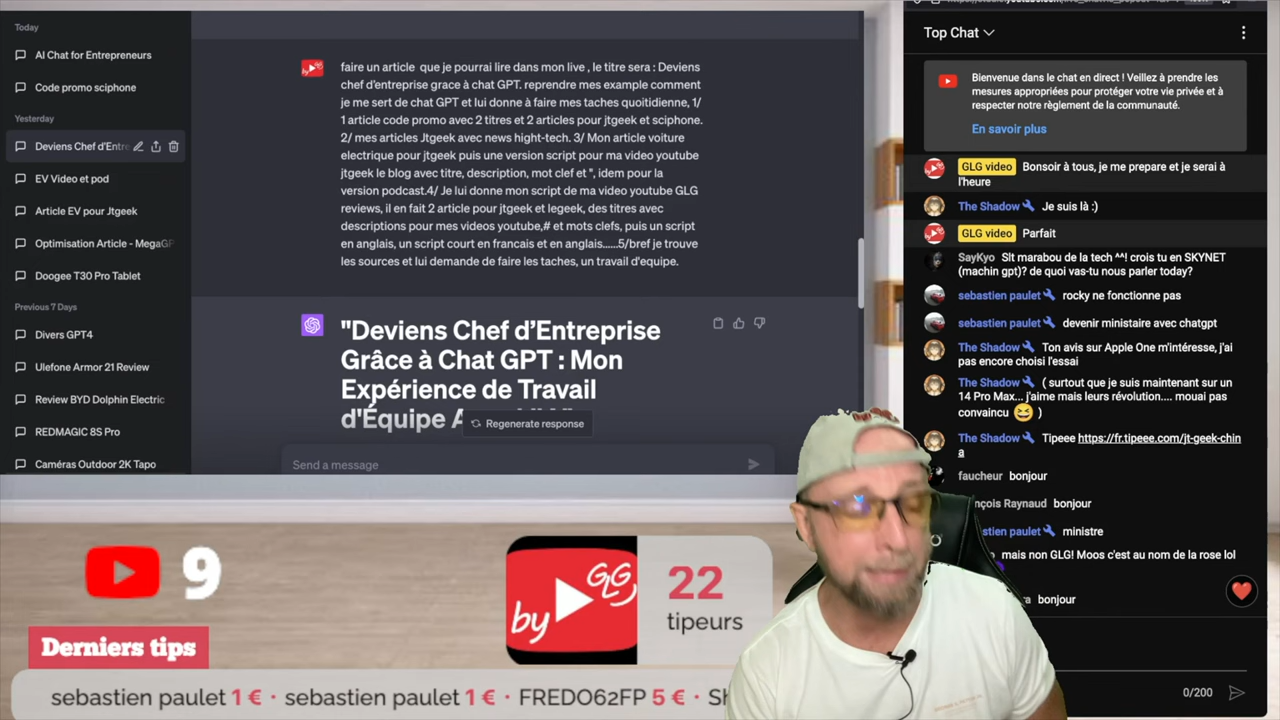 Today
AI Chat for Entrepreneurs
Code promo sciphone
Yesterday
Deviens Chef d'Entre
EV Video et pod
Article EV pour Jtgeek
Optimisation Article - MegaGP
Doogee T30 Pro Tablet
Previous 7 Days
Divers GPT4
Ulefone Armor 21 Review
Review BYD Dolphin Electric
REDMAGIC 8S Pro
Caméras Outdoor 2K Tapo
faire un article que je pourrai lire dans mon live , le titre sera : Deviens
chef d'entreprise grace à chat GPT. reprendre mes example comment
je me sert de chat GPT et lui donne à faire mes taches quoitidienne, 1/
1 article code promo avec 2 titres et 2 articles pour jtgeek et sciphone.
2/ mes articles Jtgeek avec news hight-tech. 3/ Mon article voiture
electrique pour jtgeek puis une version script pour ma video youtube
jtgeek le blog avec titre, description, mot clef et ", idem pour la
version podcast.4/ Je lui donne mon script de ma video youtube GLG
reviews, il en fait 2 article pour jtgeek et legeek, des titres avec
descriptions pour mes videos youtube,# et mots clefs, puis un script
en anglais, un script court en francais et en anglais......5/bref je trouve
les sources et lui demande de faire les taches, un travail d'equipe.
"Deviens Chef d'Entreprise
Grâce à Chat GPT : Mon
Expérience de Travail
d'Équipe
Regenerate response
Send a message
Top Chat
Bienvenue dans le chat en direct ! Veillez à prendre les
mesures appropriées pour protéger votre vie privée et à
respecter notre règlement de la communauté.
En savoir plus
GLG video Bonsoir à tous, je me prepare et je serai à
l'heure
The Shadow Je suis là :)
GLG video Parfait
SayKyo Slt marabou de la tech ^^! crois tu en SKYNET
(machin gpt)? de quoi vas-tu nous parler today?
sebastien paulet rocky ne fonctionne pas
sebastien paulet devenir ministaire avec chatgpt
The Shadow Ton avis sur Apple One m'intéresse, j'ai
pas encore choisi l'essai
The Shadow ( surtout que je suis maintenant sur un
14 Pro Max... j'aime mais leurs révolution.... mouai pas
convaincu 😆 )
The Shadow Tipeee https://fr.tipeee.com/jt-geek-chin
a
faucheur bonjour
nçois Raynaud bonjour
stien paulet ministre
mais non GLG! Moos c'est au nom de la rose lol
bonjour
0/200
9
by GLG
22
tipeurs
Derniers tips
sebastien paulet 1 € · sebastien paulet 1 € · FREDO62FP 5 € · SH